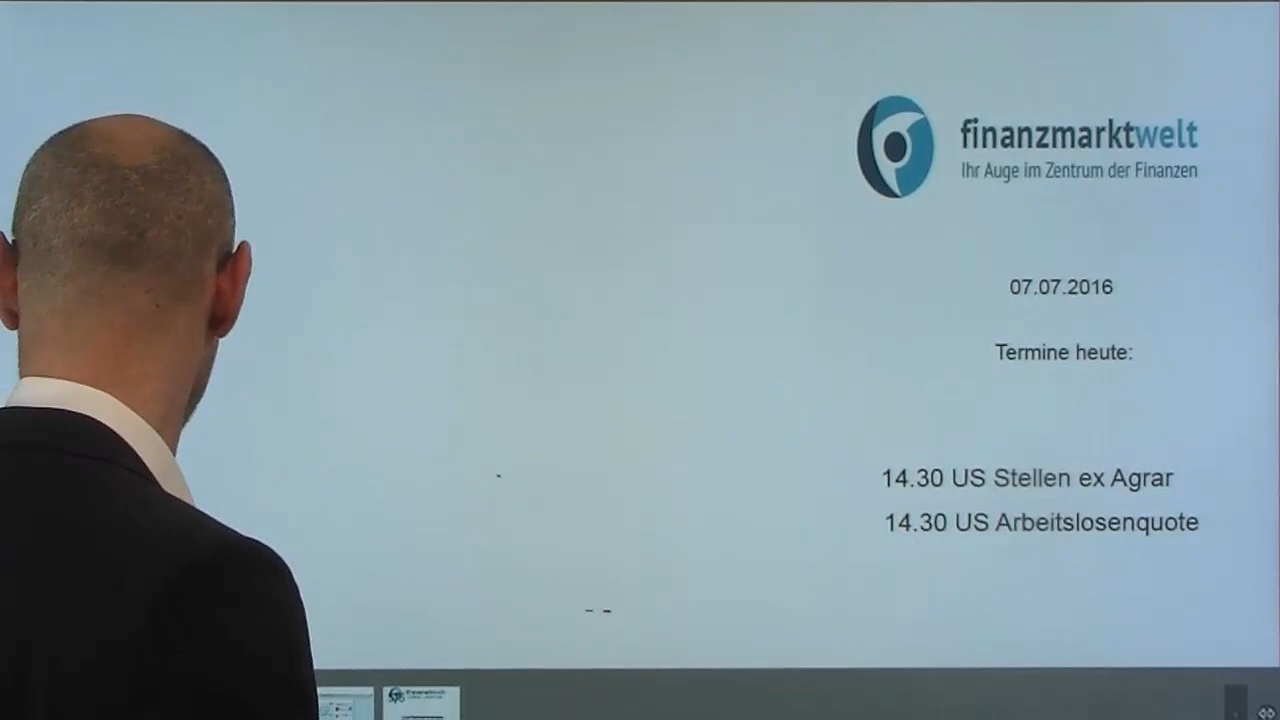 finanzmarktwelt
Ihr Auge im Zentrum der Finanzen
07.07.2016
Termine heute:
14.30 US Stellen ex Agrar
14.30 US Arbeitslosenquote